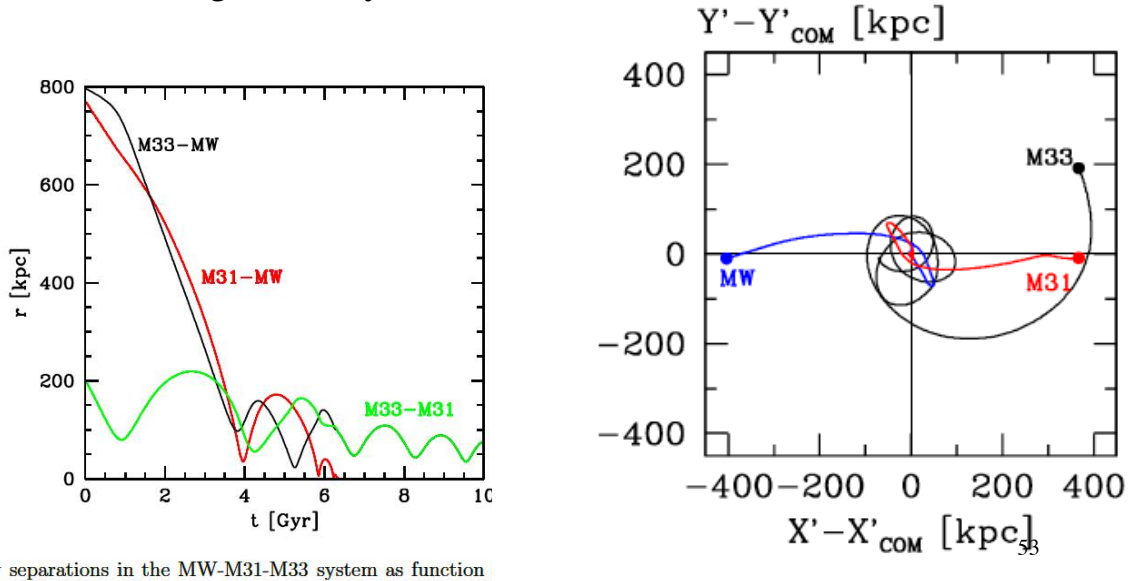 800
600
400
200
0
r [kpc]
M33-MW
M31-MW
M33-M31
0 2 4 6 8 10
t [Gyr]
separations in the MW-M31-M33 system as function
Y'-Y'COM [kpc]
400
200
0
-200
-400
M33
MW
M31
-400-200 0 200 400
X'-X'COM [kpc]
53